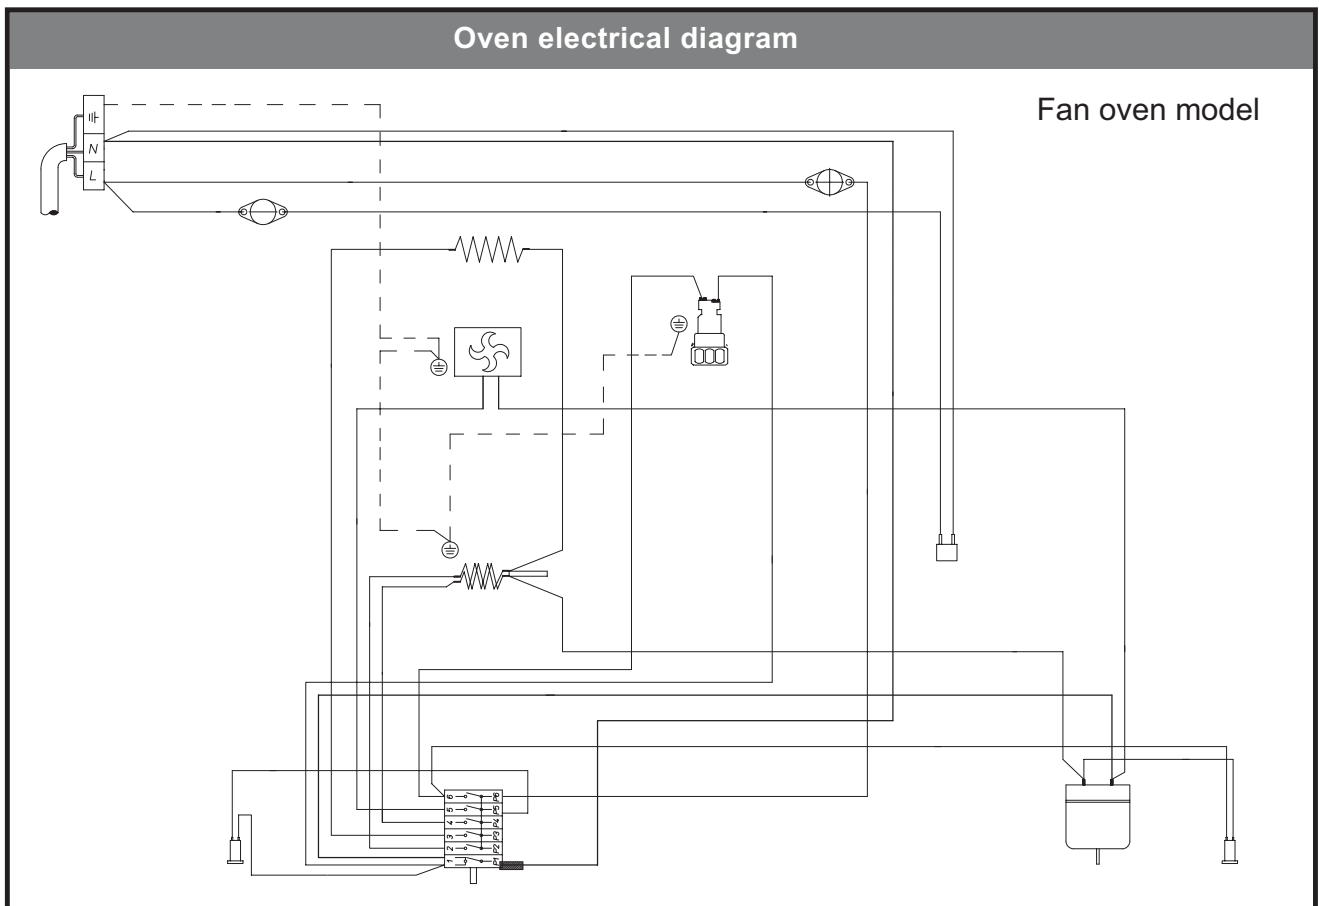 Oven electrical diagram
Fan oven model
N
L
6 P6
5 P5
4 P4
3 P3
2 P2
1 P1